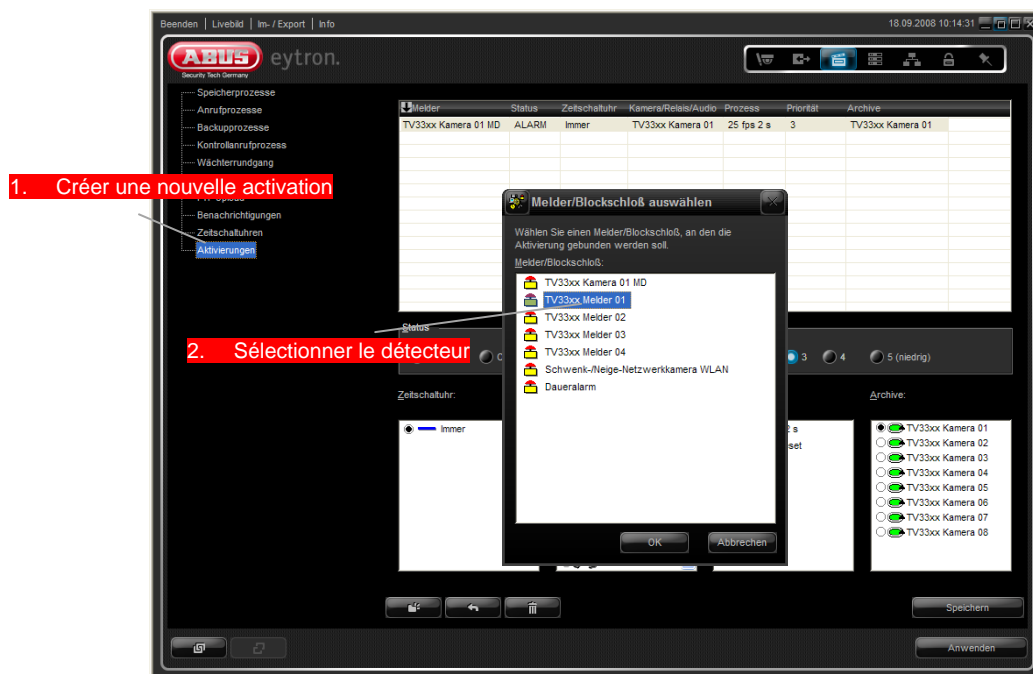 Beenden | Livebild | Im- / Export | Info
18.09.2008 10:14:31
ABUS
Security Tech Germany
eytron.
Speicherprozesse
Anrufprozesse
Backupprozesse
Kontrollanrufprozess
Wächterrundgang
1. Créer une nouvelle activation
Benachrichtigungen
Zeitschaltuhren
Aktivierungen
Melder Status Zeitschaltuhr Kamera/Relais/Audio Prozess Priorität Archive
TV33xx Kamera 01 MD ALARM Immer TV33xx Kamera 01 25 fps 2 s 3 TV33xx Kamera 01
Melder/Blockschloß auswählen
Wählen Sie einen Melder/Blockschloß, an den die
Aktivierung gebunden werden soll.
Melder/Blockschloß:
TV33xx Kamera 01 MD
TV33xx Melder 01
TV33xx Melder 02
TV33xx Melder 03
TV33xx Melder 04
Schwenk-/Neige-Netzwerkkamera WLAN
Daueralarm
OK
Abbrechen
Status
2. Sélectionner le détecteur
3
4
5 (niedrig)
Zeitschaltuhr:
Immer
2 s
Archive:
TV33xx Kamera 01
TV33xx Kamera 02
TV33xx Kamera 03
TV33xx Kamera 04
TV33xx Kamera 05
TV33xx Kamera 06
TV33xx Kamera 07
TV33xx Kamera 08
Speichern
Anwenden